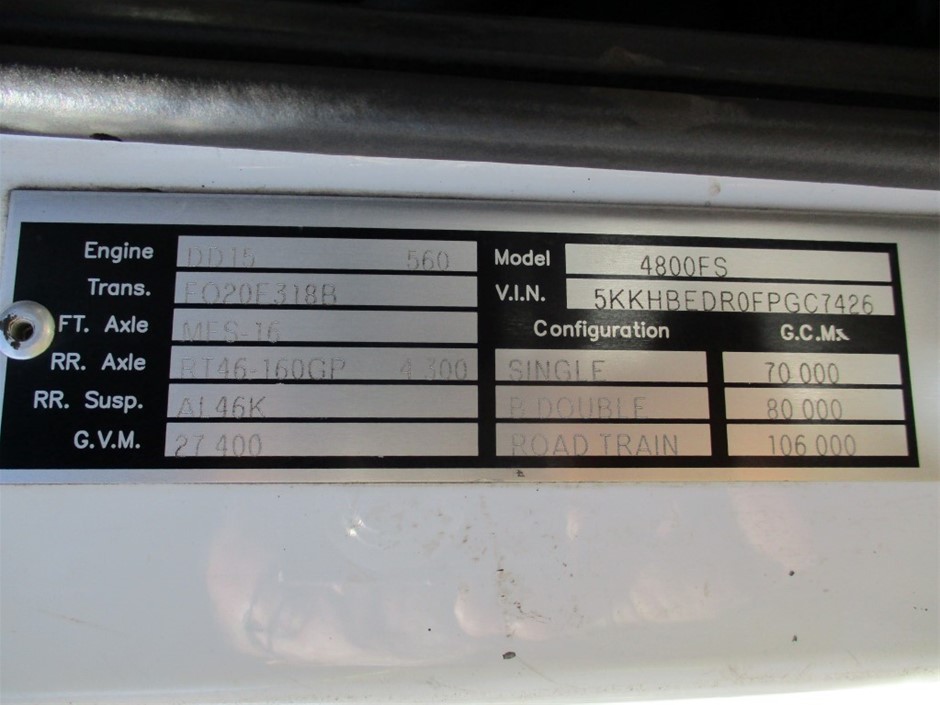 Engine DD15 560
Trans. FO20E318B
FT. Axle MFS-16
RR. Axle RT46-160GP 4 300
RR. Susp. AL46K
G.V.M. 27 400
Model 4800FS
V.I.N. 5KKHBEDR0FPGC7426
Configuration G.C.M.
SINGLE 70 000
B DOUBLE 80 000
ROAD TRAIN 106 000